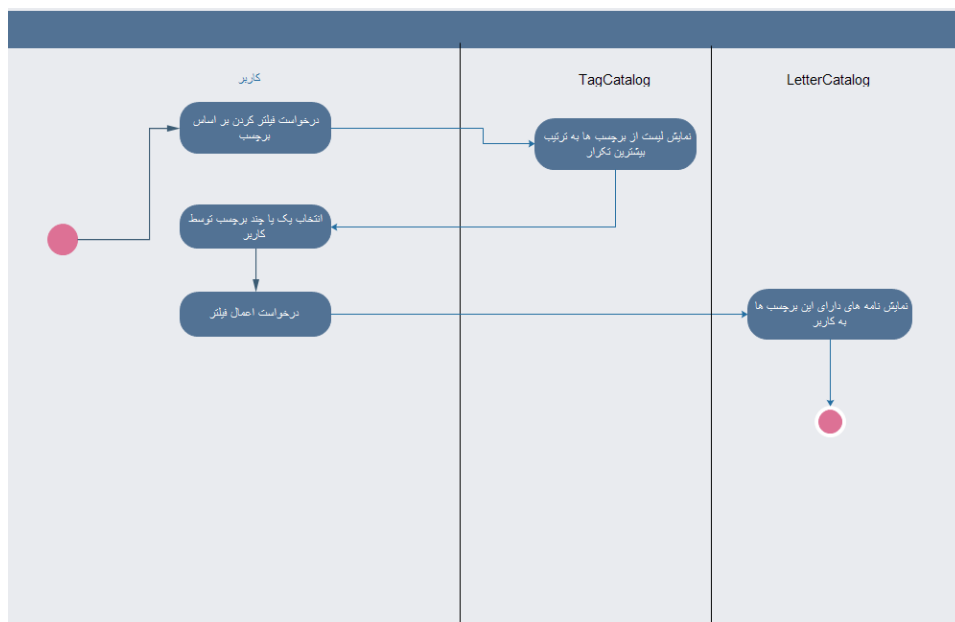 کاربر
TagCatalog
LetterCatalog
درخواست فیلتر کردن بر اساس
برچسب
نمایش لیست از برچسب ها به ترتیب
بیشترین تکرار
انتخاب یک یا چند برچسب توسط
کاربر
درخواست اعمال فیلتر
نمایش نامه های دارای این برچسب ها
به کاربر